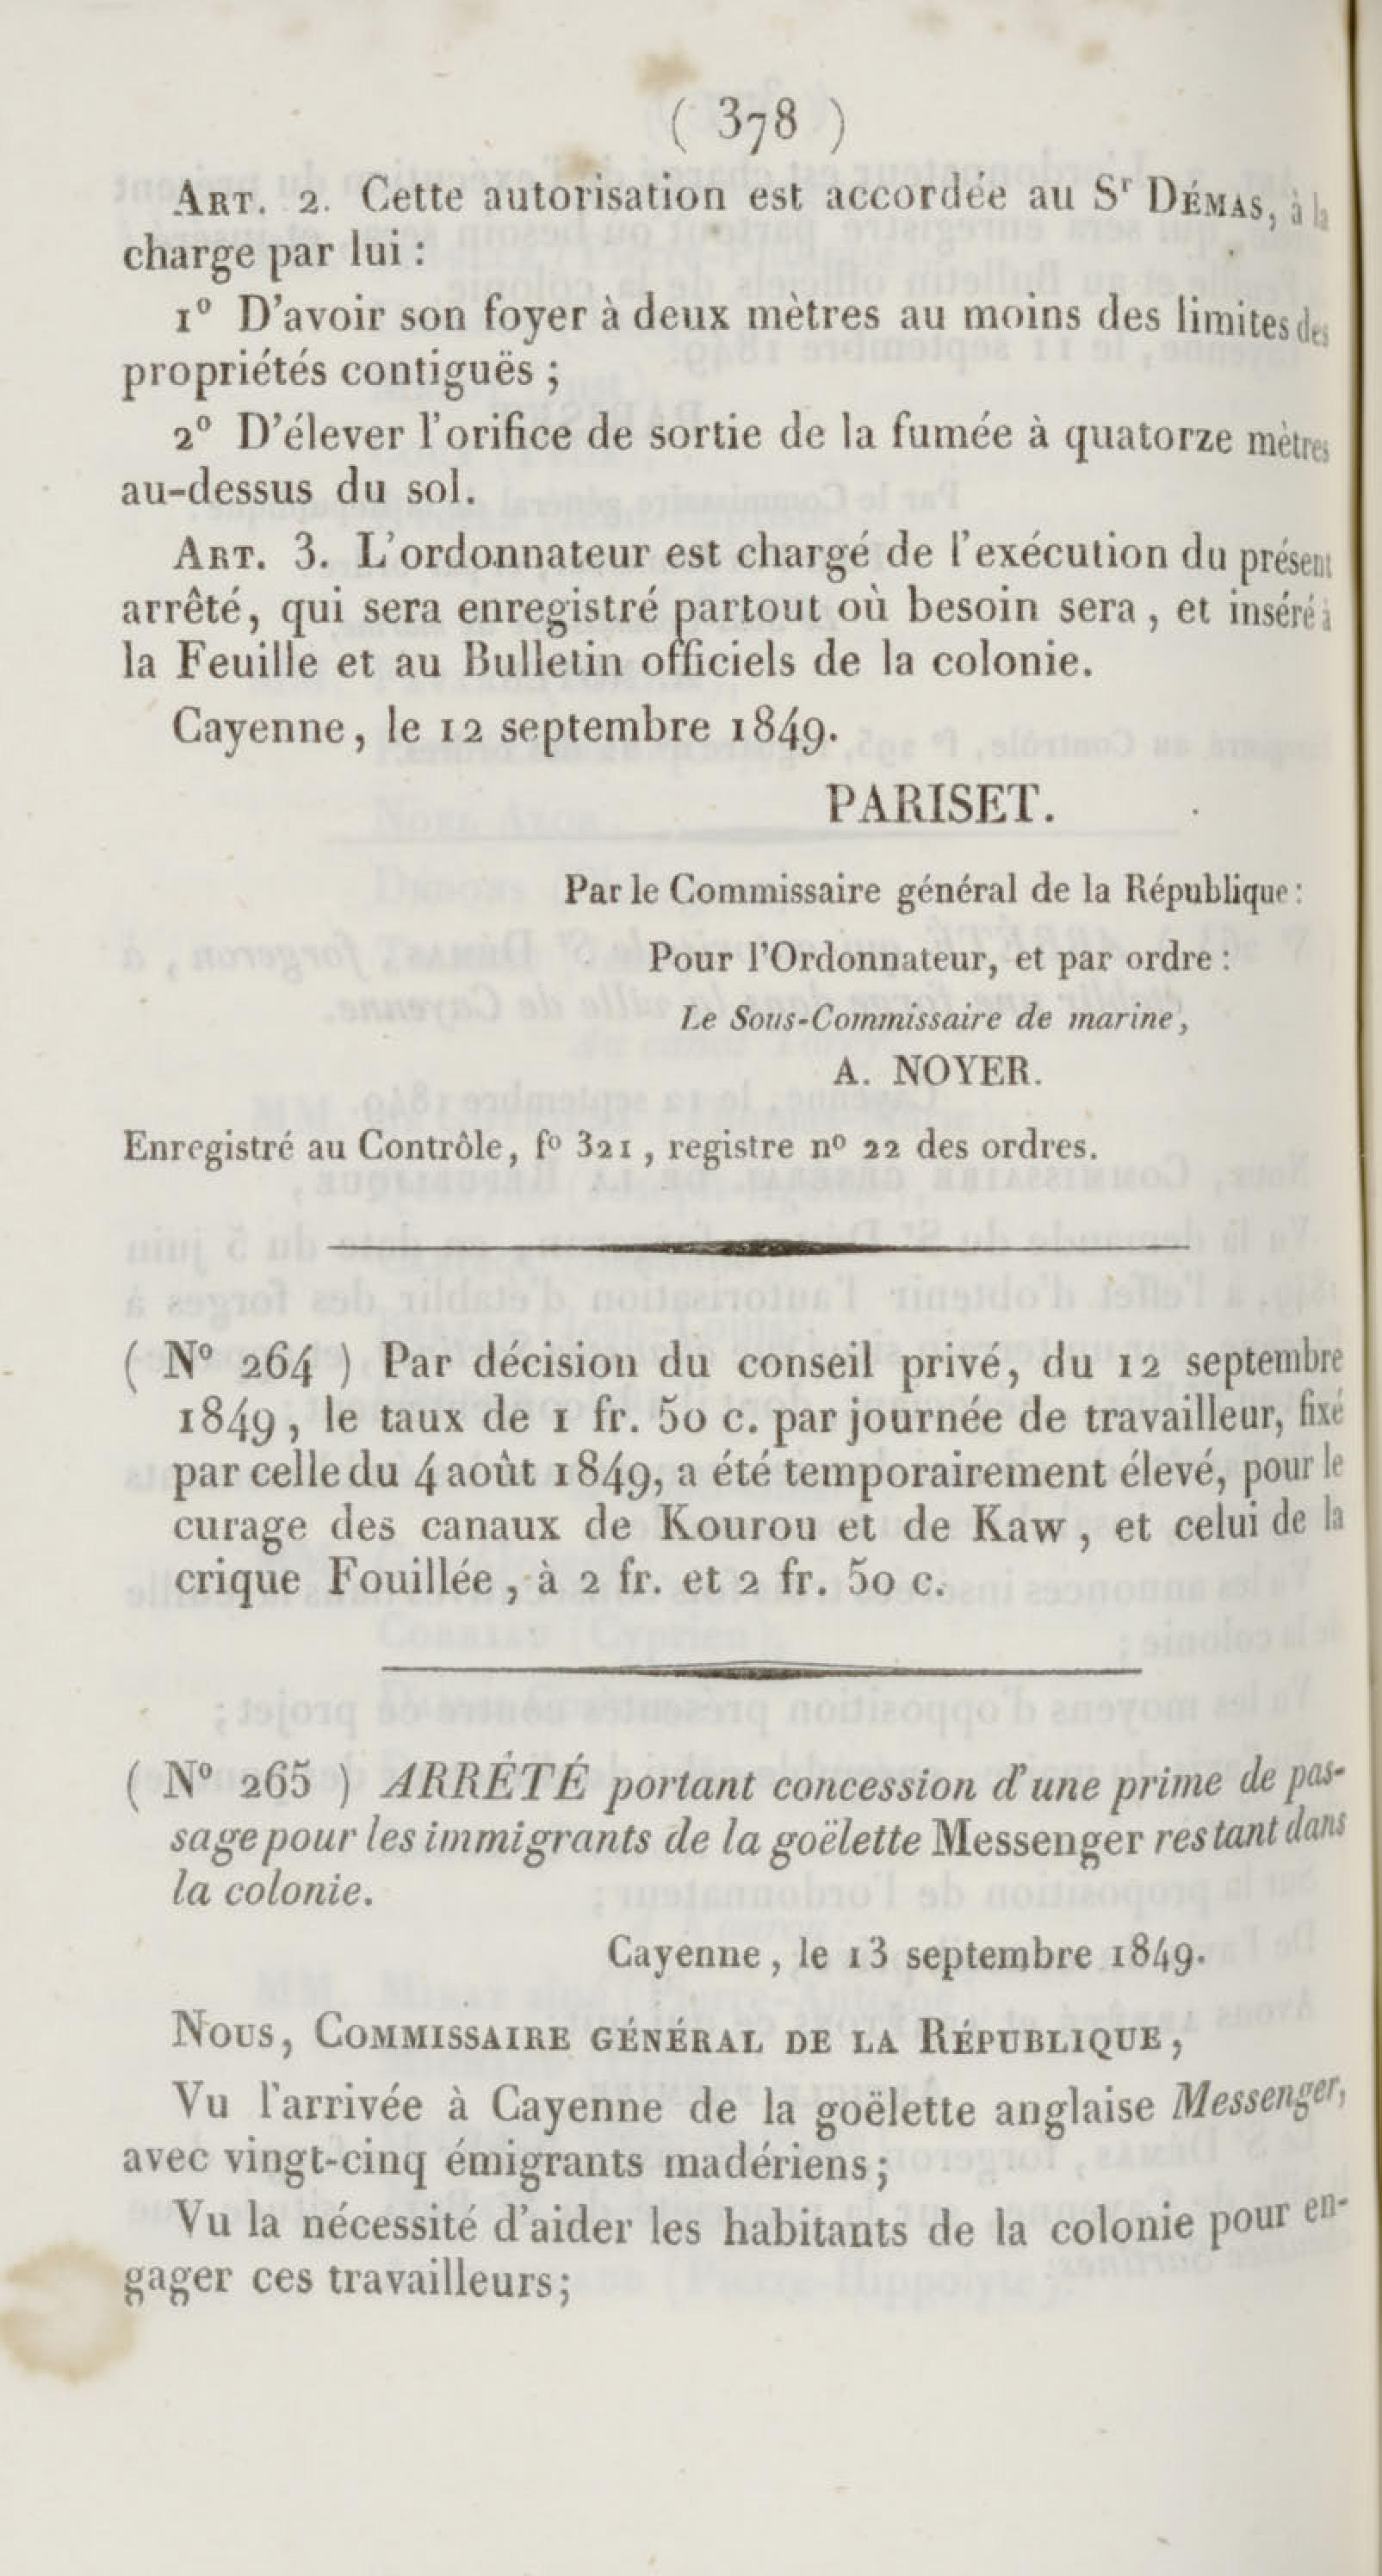 ( 378 )
ART. 2. Cette autorisation est accordée au Sr DÉMAS, à la
charge par lui :
1° D'avoir son foyer à deux mètres au moins des limites des
propriétés contiguës ;
2° D'élever l'orifice de sortie de la fumée à quatorze mètres
au-dessus du sol.
ART. 3. L'ordonnateur est chargé de l'exécution du présent
arrêté, qui sera enregistré partout où besoin sera, et inséré à
la Feuille et au Bulletin officiels de la colonie.
Cayenne, le 12 septembre 1849.
PARISET.
Par le Commissaire général de la République :
Pour l'Ordonnateur, et par ordre :
Le Sous-Commissaire de marine,
A. NOYER.
Enregistré au Contrôle, f° 321, registre n° 22 des ordres.
( N° 264 ) Par décision du conseil privé, du 12 septembre
1849, le taux de 1 fr. 50 c. par journée de travailleur, fixé
par celle du 4 août 1849, a été temporairement élevé, pour le
curage des canaux de Kourou et de Kaw, et celui de la
crique Fouillée, à 2 fr. et 2 fr. 50 c.
( N° 265 ) ARRÊTÉ portant concession d'une prime de pas-
sage pour les immigrants de la goëlette Messenger restant dans
la colonie.
Cayenne, le 13 septembre 1849.
NOUS, COMMISSAIRE GÉNÉRAL DE LA RÉPUBLIQUE,
Vu l'arrivée à Cayenne de la goëlette anglaise Messenger,
avec vingt-cinq émigrants madériens;
Vu la nécessité d'aider les habitants de la colonie pour en-
gager ces travailleurs;